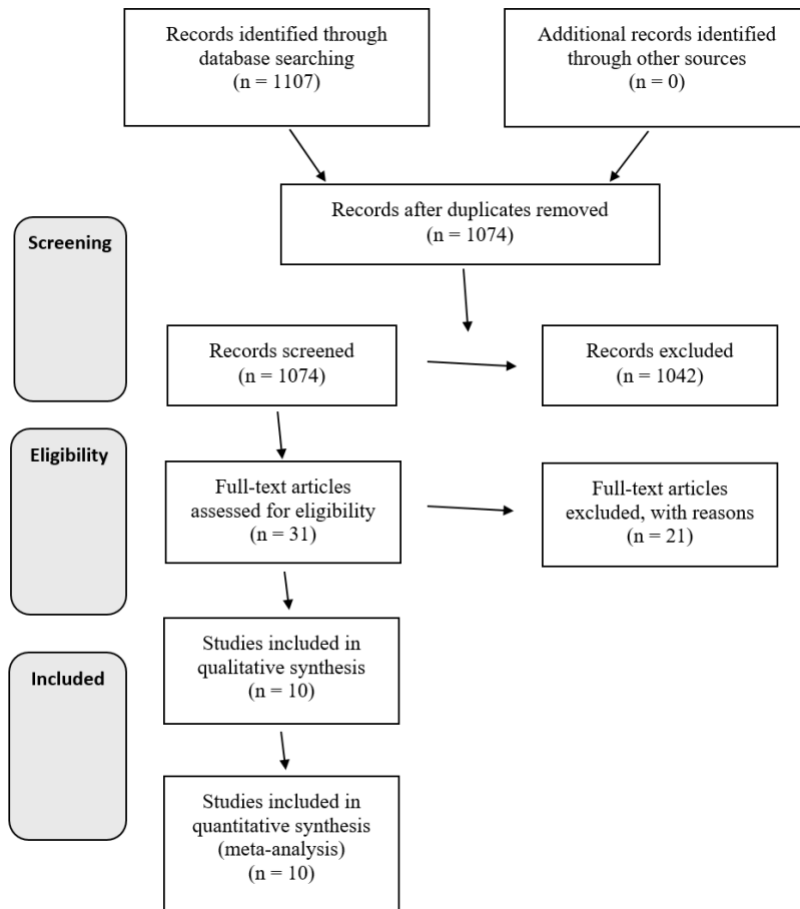 Records identified through
database searching
(n = 1107)
Additional records identified
through other sources
(n = 0)
Records after duplicates removed
(n = 1074)
Screening
Records screened
(n = 1074)
Records excluded
(n = 1042)
Eligibility
Full-text articles
assessed for eligibility
(n = 31)
Full-text articles
excluded, with reasons
(n = 21)
Studies included in
qualitative synthesis
(n = 10)
Included
Studies included in
quantitative synthesis
(meta-analysis)
(n = 10)